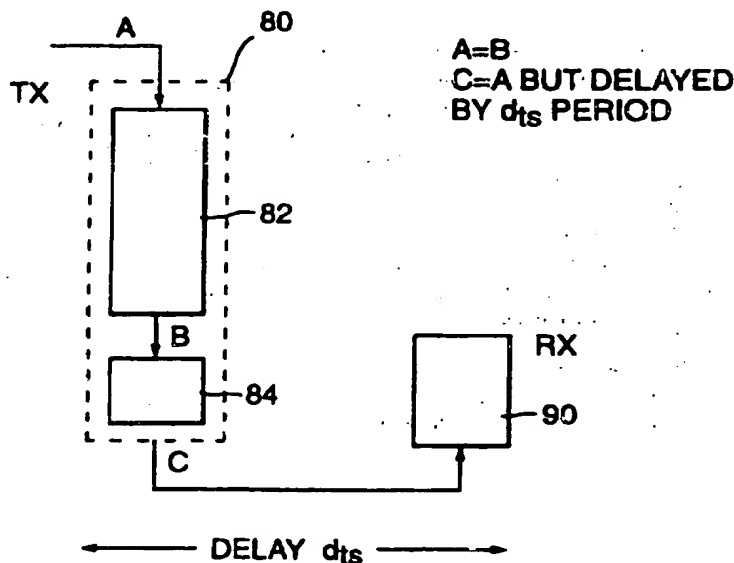 A
80
TX
A=B
C=A BUT DELAYED
BY dts PERIOD
82
B
84
RX
90
C
DELAY dts